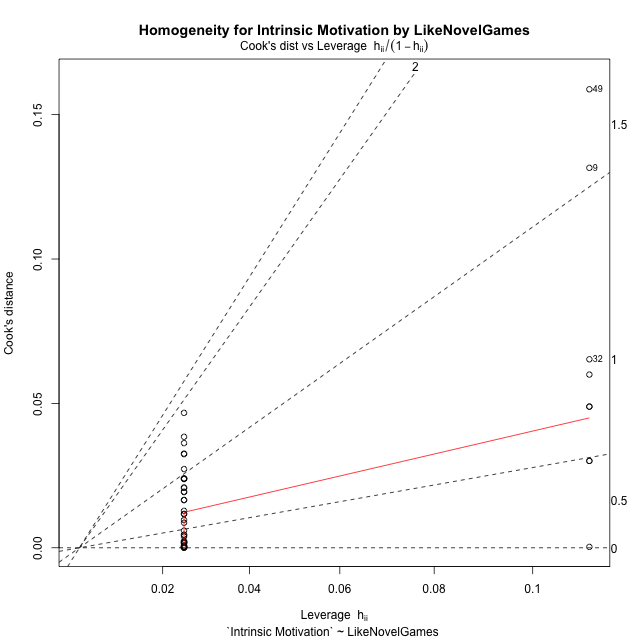 Homogeneity for Intrinsic Motivation by LikeNovelGames
Cook's dist vs Leverage hii/(1−hii)
2
49
1.5
0.15
9
0.10
Cook's distance
32
1
0.05
0.5
0.00
0
0.02 0.04 0.06 0.08 0.1
Leverage hii
`Intrinsic Motivation` ~ LikeNovelGames